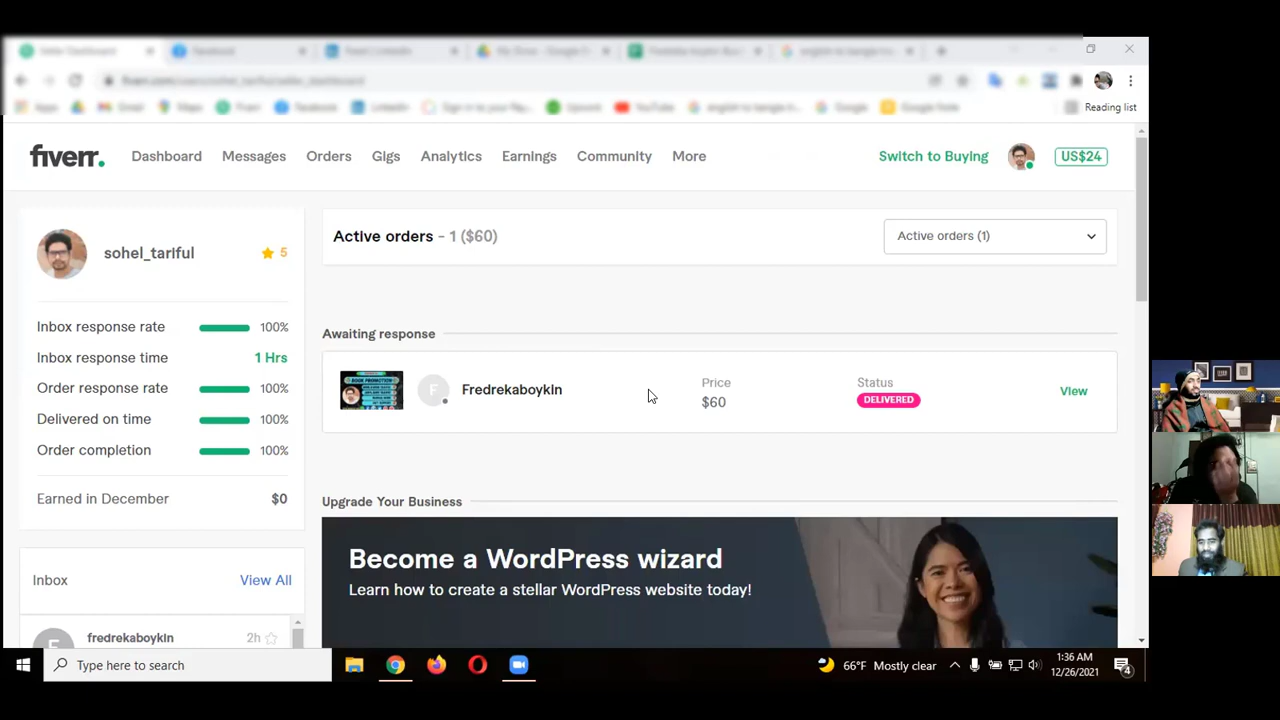 Reading list
fiverr.
Dashboard Messages Orders Gigs Analytics Earnings Community More
Switch to Buying US$24
sohel_tariful 5
Inbox response rate 100%
Inbox response time 1 Hrs
Order response rate 100%
Delivered on time 100%
Order completion 100%
Earned in December $0
Inbox View All
fredrekaboykin 2h
Active orders - 1 ($60)
Active orders (1)
Awaiting response
BOOK PROMOTION
F Fredrekaboykin
Price
$60
Status
DELIVERED
View
Upgrade Your Business
Become a WordPress wizard
Learn how to create a stellar WordPress website today!
Type here to search
66°F Mostly clear
1:36 AM
12/26/2021
4